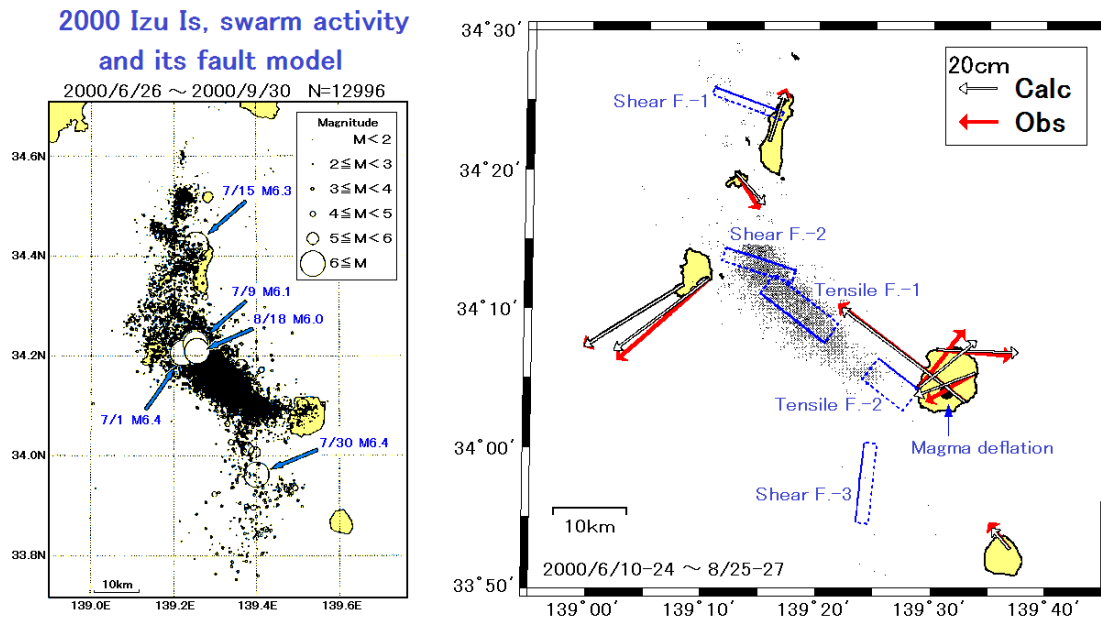 2000 Izu Is, swarm activity
and its fault model
2000/6/26 ～ 2000/9/30 N=12996
Magnitude
M<2
2≦M<3
3≦M<4
4≦M<5
5≦M<6
6≦M
7/15 M6.3
7/9 M6.1
8/18 M6.0
7/1 M6.4
7/30 M6.4
34.6N
34.4N
34.2N
34.0N
33.8N
10km
139.0E 139.2E 139.4E 139.6E
34°30′
34°20′
34°10′
34°00′
33°50′
20cm
Calc
Obs
Shear F.-1
Shear F.-2
Tensile F.-1
Tensile F.-2
Magma deflation
Shear F.-3
10km
2000/6/10-24 ～ 8/25-27
139°00′ 139°10′ 139°20′ 139°30′ 139°40′